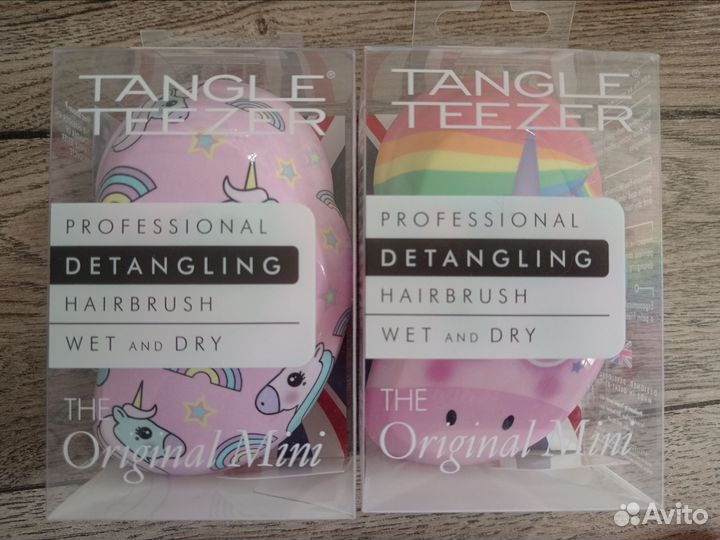 TANGLE
TEEZER®
PROFESSIONAL
DETANGLING
HAIRBRUSH
WET AND DRY
THE
Original Mini
TANGLE
TEEZER®
PROFESSIONAL
DETANGLING
HAIRBRUSH
WET AND DRY
THE
Original Mini
Avito